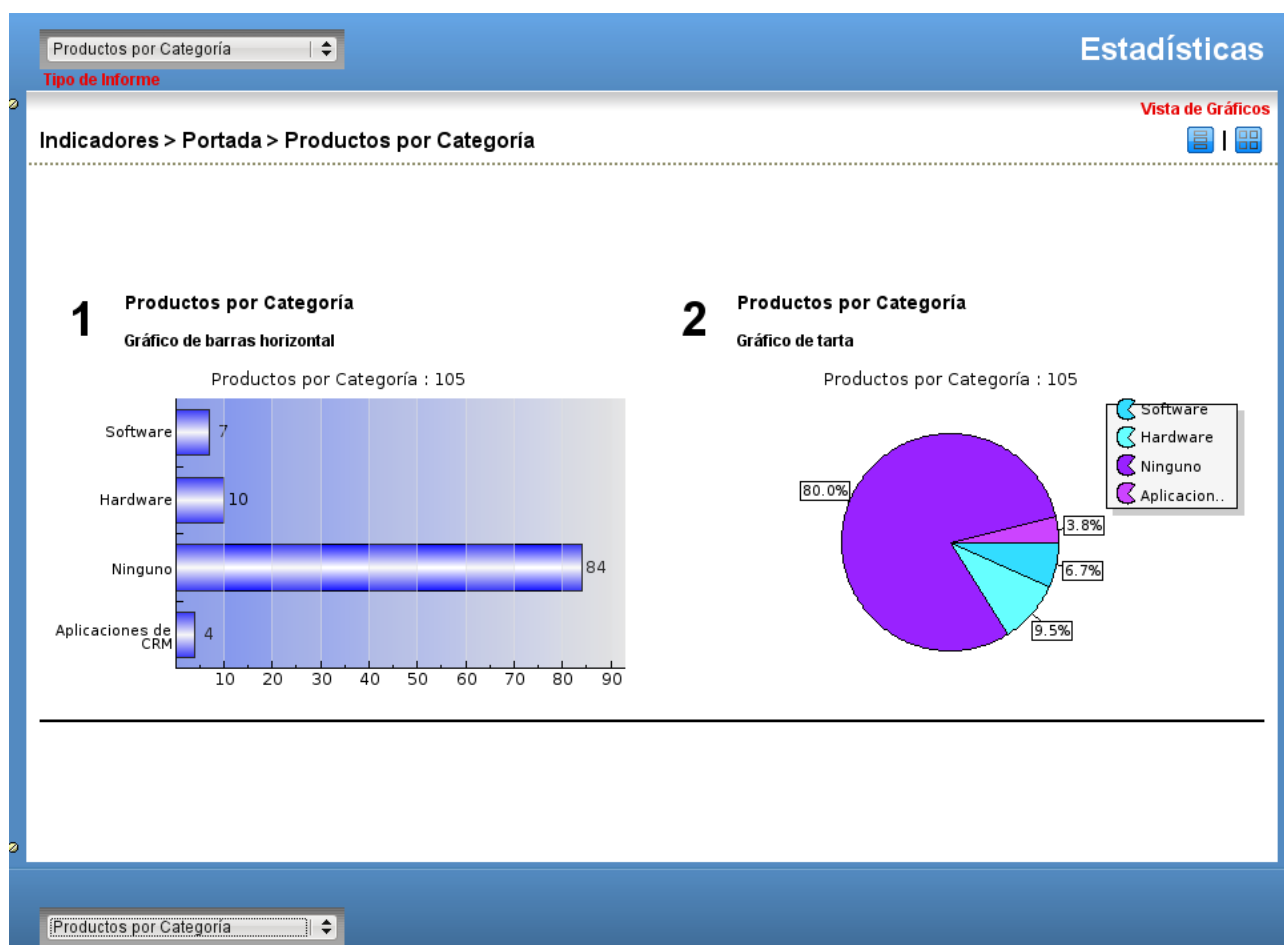 Productos por Categoría
Estadísticas
Tipo de Informe
Vista de Gráficos
Indicadores > Portada > Productos por Categoría
1
Productos por Categoría
Gráfico de barras horizontal
Productos por Categoría : 105
Software
7
Hardware
10
Ninguno
84
Aplicaciones de
CRM
4
10 20 30 40 50 60 70 80 90
2
Productos por Categoría
Gráfico de tarta
Productos por Categoría : 105
Software
Hardware
Ninguno
Aplicacion..
80.0%
3.8%
6.7%
9.5%
Productos por Categoría